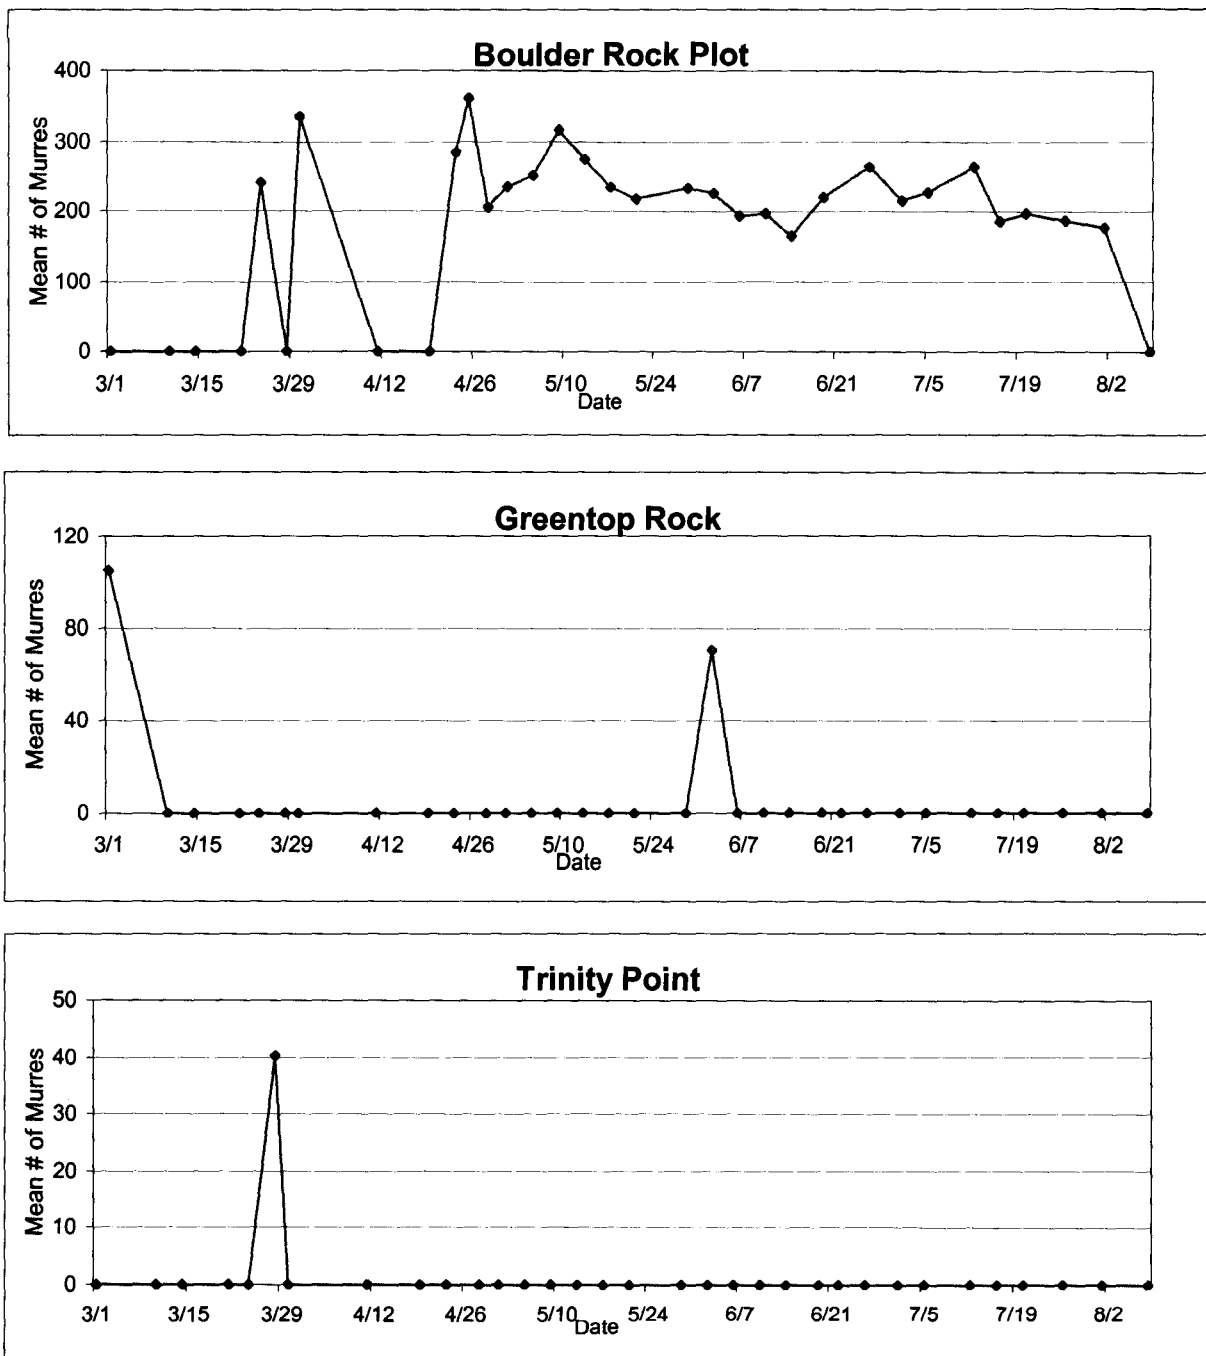 Boulder Rock Plot
Mean # of Murres
400
300
200
100
0
3/1 3/15 3/29 4/12 4/26 5/10 5/24 6/7 6/21 7/5 7/19 8/2
Date
Greentop Rock
Mean # of Murres
120
80
40
0
3/1 3/15 3/29 4/12 4/26 5/10 5/24 6/7 6/21 7/5 7/19 8/2
Date
Trinity Point
Mean # of Murres
50
40
30
20
10
0
3/1 3/15 3/29 4/12 4/26 5/10 5/24 6/7 6/21 7/5 7/19 8/2
Date